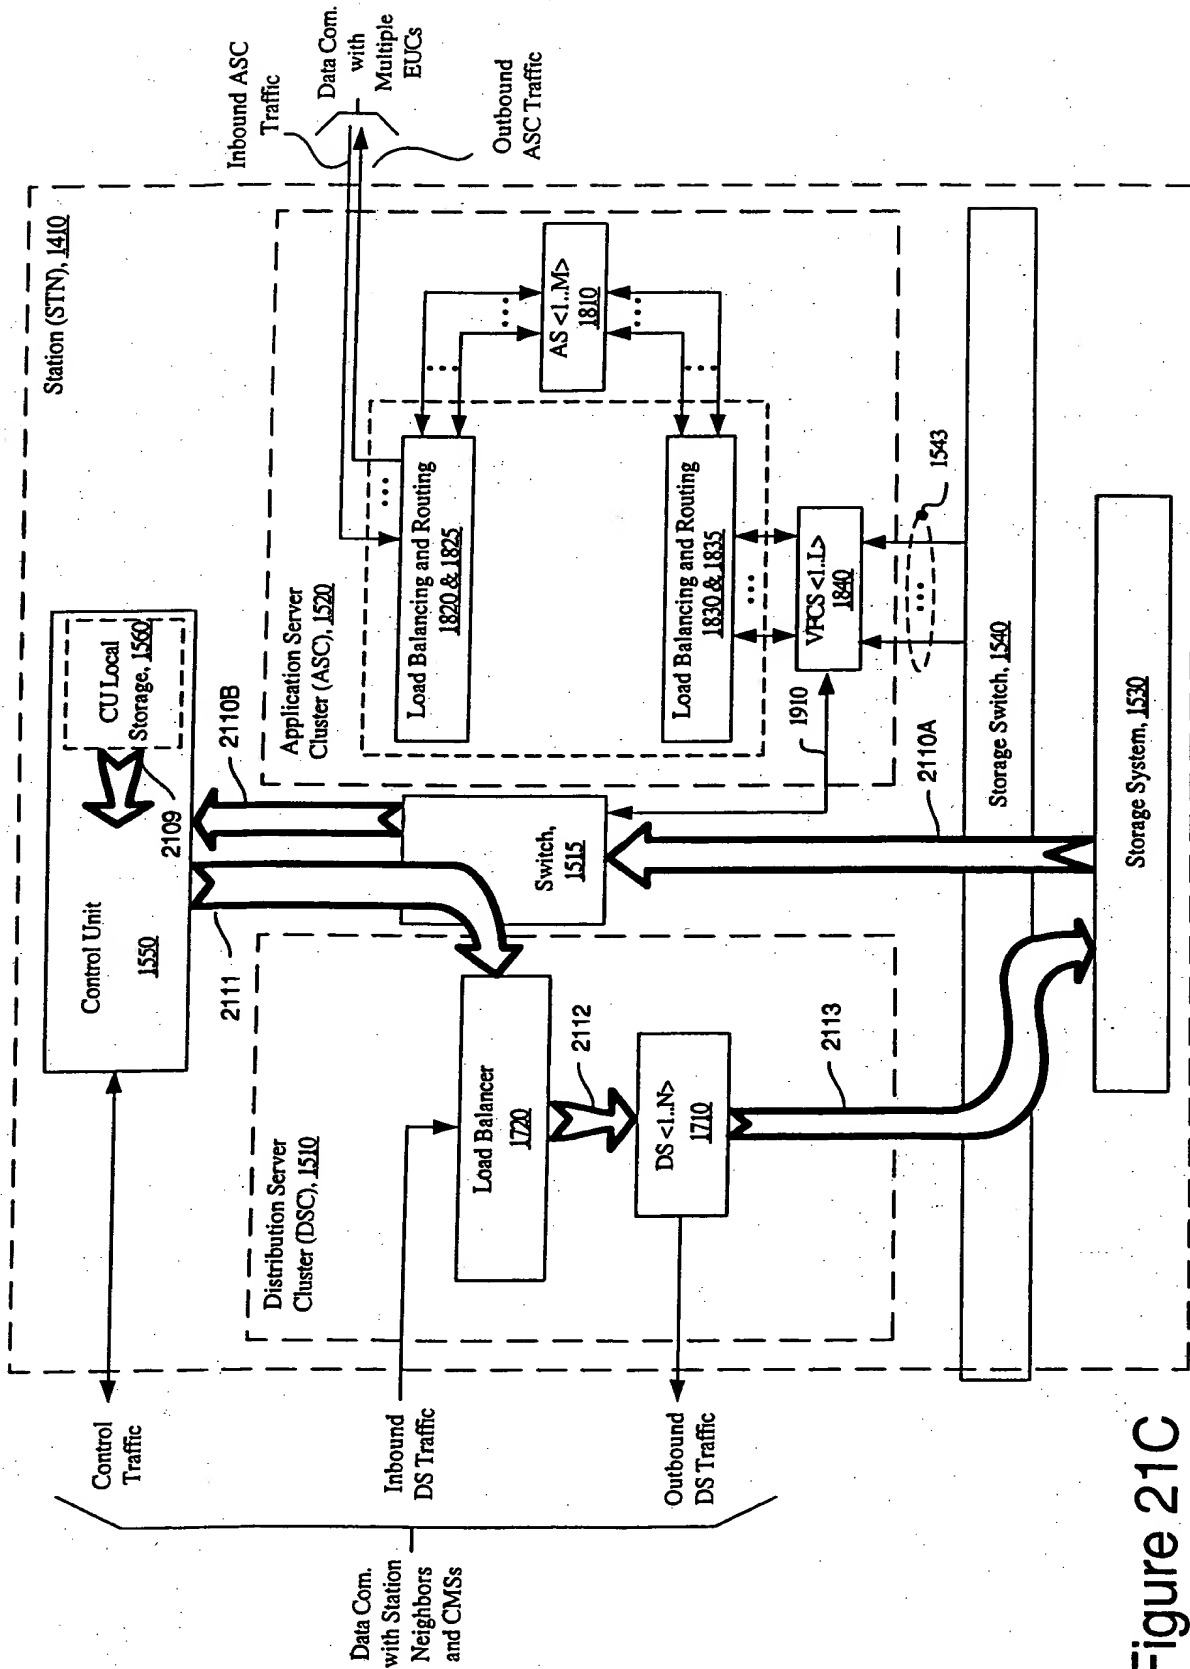 Station (STN), 1410
Control Unit
1550
CU Local
Storage, 1560
2109
2110B
2111
Control
Traffic
Data Com.
with Station
Neighbors
and CMSs
Inbound
DS Traffic
Outbound
DS Traffic
Distribution Server
Cluster (DSC), 1510
Load Balancer
1720
2112
DS <1..N>
1710
2113
Switch,
1515
Application Server
Cluster (ASC), 1520
Load Balancing and Routing
1820 & 1825
AS <1..M>
1810
Load Balancing and Routing
1830 & 1835
VFCS <1..L>
1840
1910
1543
2110A
Storage Switch, 1540
Storage System, 1530
Inbound ASC
Traffic
Data Com.
with
Multiple
EUCs
Outbound
ASC Traffic
Figure 21C